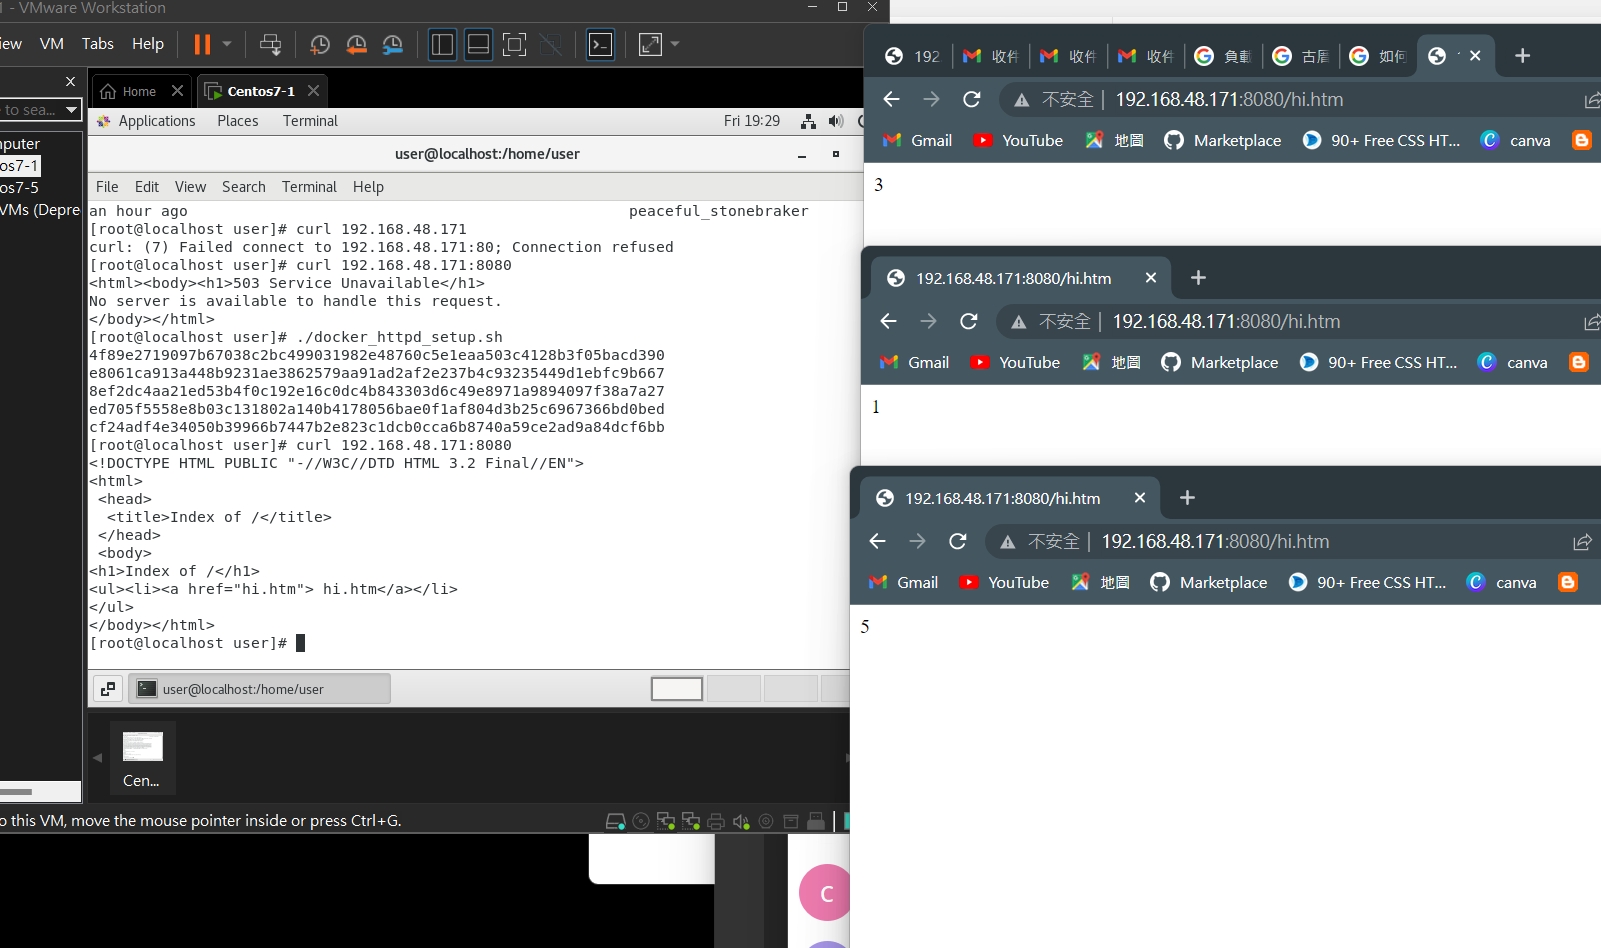 - VMware Workstation
iew VM Tabs Help
to sea...
nputer
os7-1
os7-5
VMs (Depre
Home
Centos7-1
Applications Places Terminal Fri 19:29
user@localhost:/home/user
File Edit View Search Terminal Help
an hour ago peaceful_stonebraker
[root@localhost user]# curl 192.168.48.171
curl: (7) Failed connect to 192.168.48.171:80; Connection refused
[root@localhost user]# curl 192.168.48.171:8080
<html><body><h1>503 Service Unavailable</h1>
No server is available to handle this request.
</body></html>
[root@localhost user]# ./docker_httpd_setup.sh
4f89e2719097b67038c2bc499031982e48760c5e1eaa503c4128b3f05bacd390
e8061ca913a448b9231ae3862579aa91ad2af2e237b4c93235449d1ebfc9b667
8ef2dc4aa21ed53b4f0c192e16c0dc4b843303d6c49e8971a9894097f38a7a27
ed705f5558e8b03c131802a140b4178056bae0f1af804d3b25c6967366bd0bed
cf24adf4e34050b39966b7447b2e823c1dcb0cca6b8740a59ce2ad9a84dcf6bb
[root@localhost user]# curl 192.168.48.171:8080
<!DOCTYPE HTML PUBLIC "-//W3C//DTD HTML 3.2 Final//EN">
<html>
 <head>
  <title>Index of /</title>
 </head>
 <body>
<h1>Index of /</h1>
<ul><li><a href="hi.htm"> hi.htm</a></li>
</ul>
</body></html>
[root@localhost user]#
user@localhost:/home/user
Cen...
o this VM, move the mouse pointer inside or press Ctrl+G.
C
192 收件 收件 收件 負載 古厝 如何
不安全 192.168.48.171:8080/hi.htm
Gmail YouTube 地圖 Marketplace 90+ Free CSS HT... canva
3
192.168.48.171:8080/hi.htm
不安全 192.168.48.171:8080/hi.htm
Gmail YouTube 地圖 Marketplace 90+ Free CSS HT... canva
1
192.168.48.171:8080/hi.htm
不安全 192.168.48.171:8080/hi.htm
Gmail YouTube 地圖 Marketplace 90+ Free CSS HT... canva
5